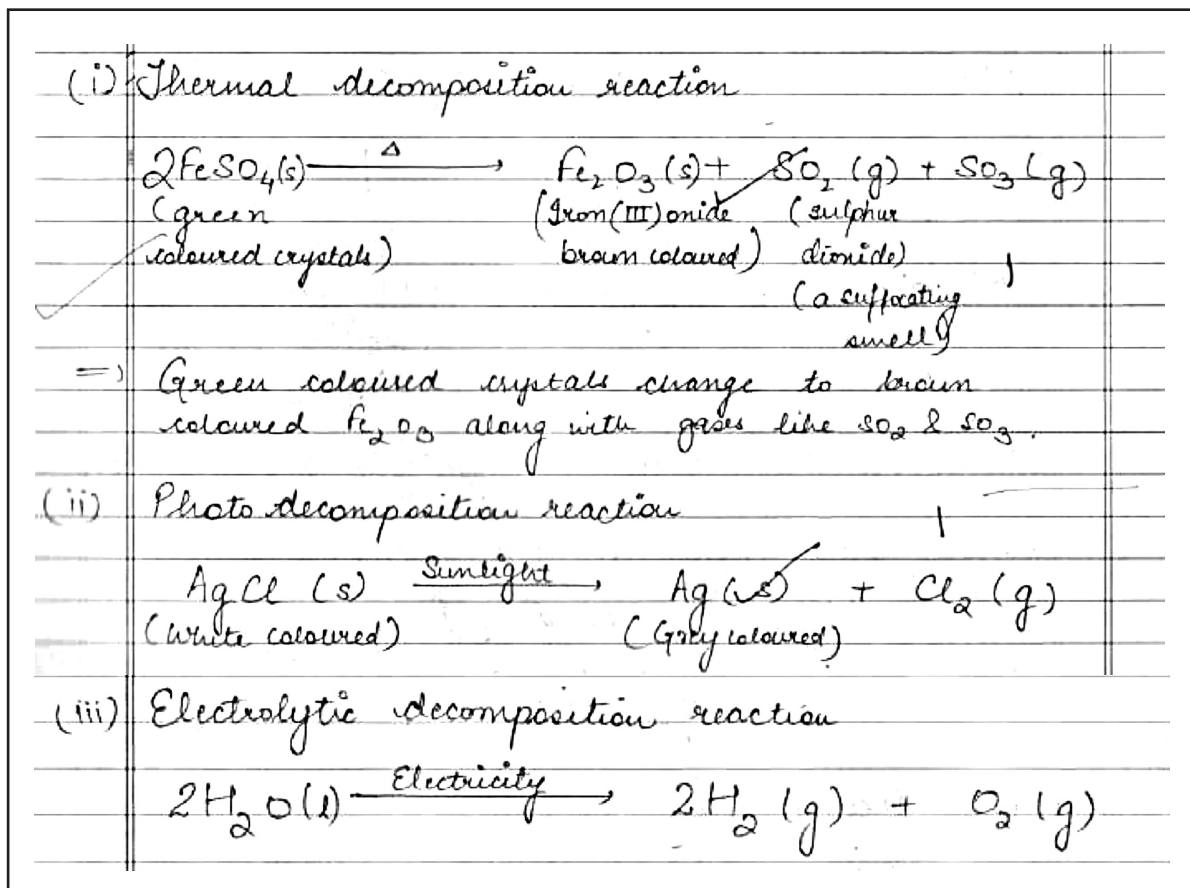 (i) Thermal decomposition reaction
2FeSO₄(s) —Δ→ Fe₂O₃(s) + SO₂(g) + SO₃(g)
(green (Iron(III) oxide (sulphur
coloured crystals) brown coloured) dioxide)
(a suffocating
smell)
=) Green coloured crystals change to brown
coloured Fe₂O₃ along with gases like SO₂ & SO₃.
(ii) Photo decomposition reaction
AgCl (s) —Sunlight→ Ag(s) + Cl₂(g)
(White coloured) (Grey coloured)
(iii) Electrolytic decomposition reaction
2H₂O(l) —Electricity→ 2H₂(g) + O₂(g)